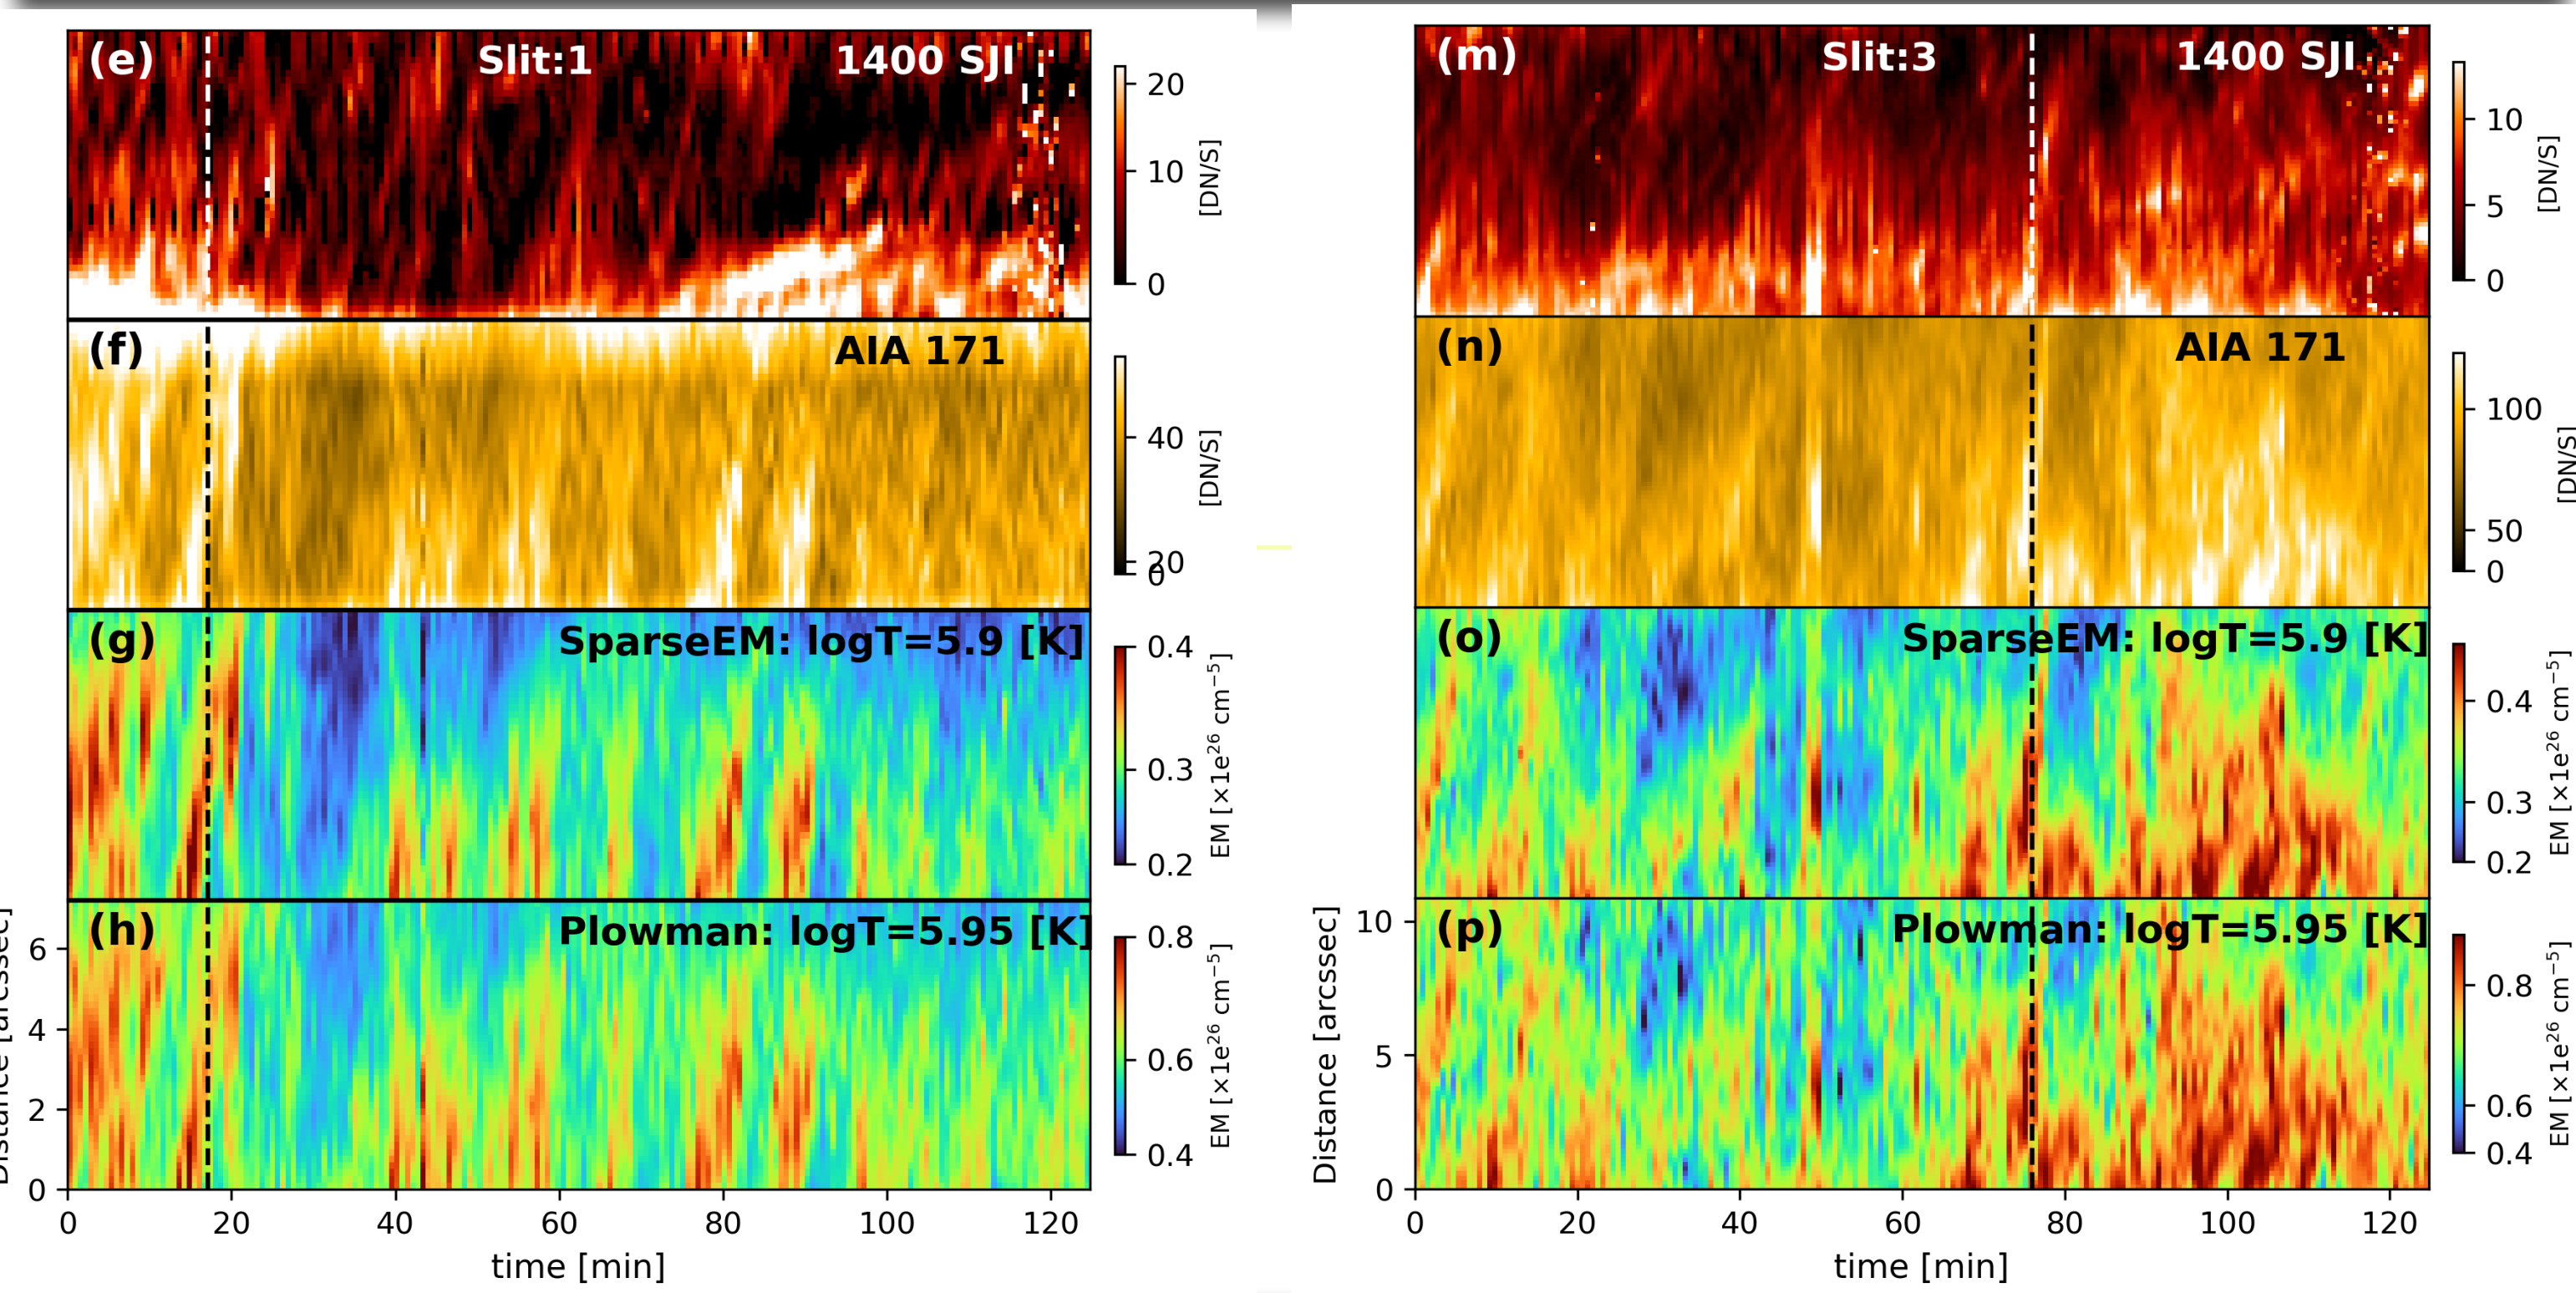 (e) Slit:1 1400 SJI
20
10
0
[DN/S]
(f) AIA 171
40
20
0
[DN/S]
(g) SparseEM: logT=5.9 [K]
0.4
0.3
0.2
EM [×1e²⁶ cm⁻⁵]
(h) Plowman: logT=5.95 [K]
0.8
0.6
0.4
EM [×1e²⁶ cm⁻⁵]
6
4
2
0
Distance [arcssec]
0 20 40 60 80 100 120
time [min]
(m) Slit:3 1400 SJI
10
5
0
[DN/S]
(n) AIA 171
100
50
0
[DN/S]
(o) SparseEM: logT=5.9 [K]
0.4
0.3
0.2
EM [×1e²⁶ cm⁻⁵]
(p) Plowman: logT=5.95 [K]
0.8
0.6
0.4
EM [×1e²⁶ cm⁻⁵]
10
5
0
Distance [arcssec]
0 20 40 60 80 100 120
time [min]